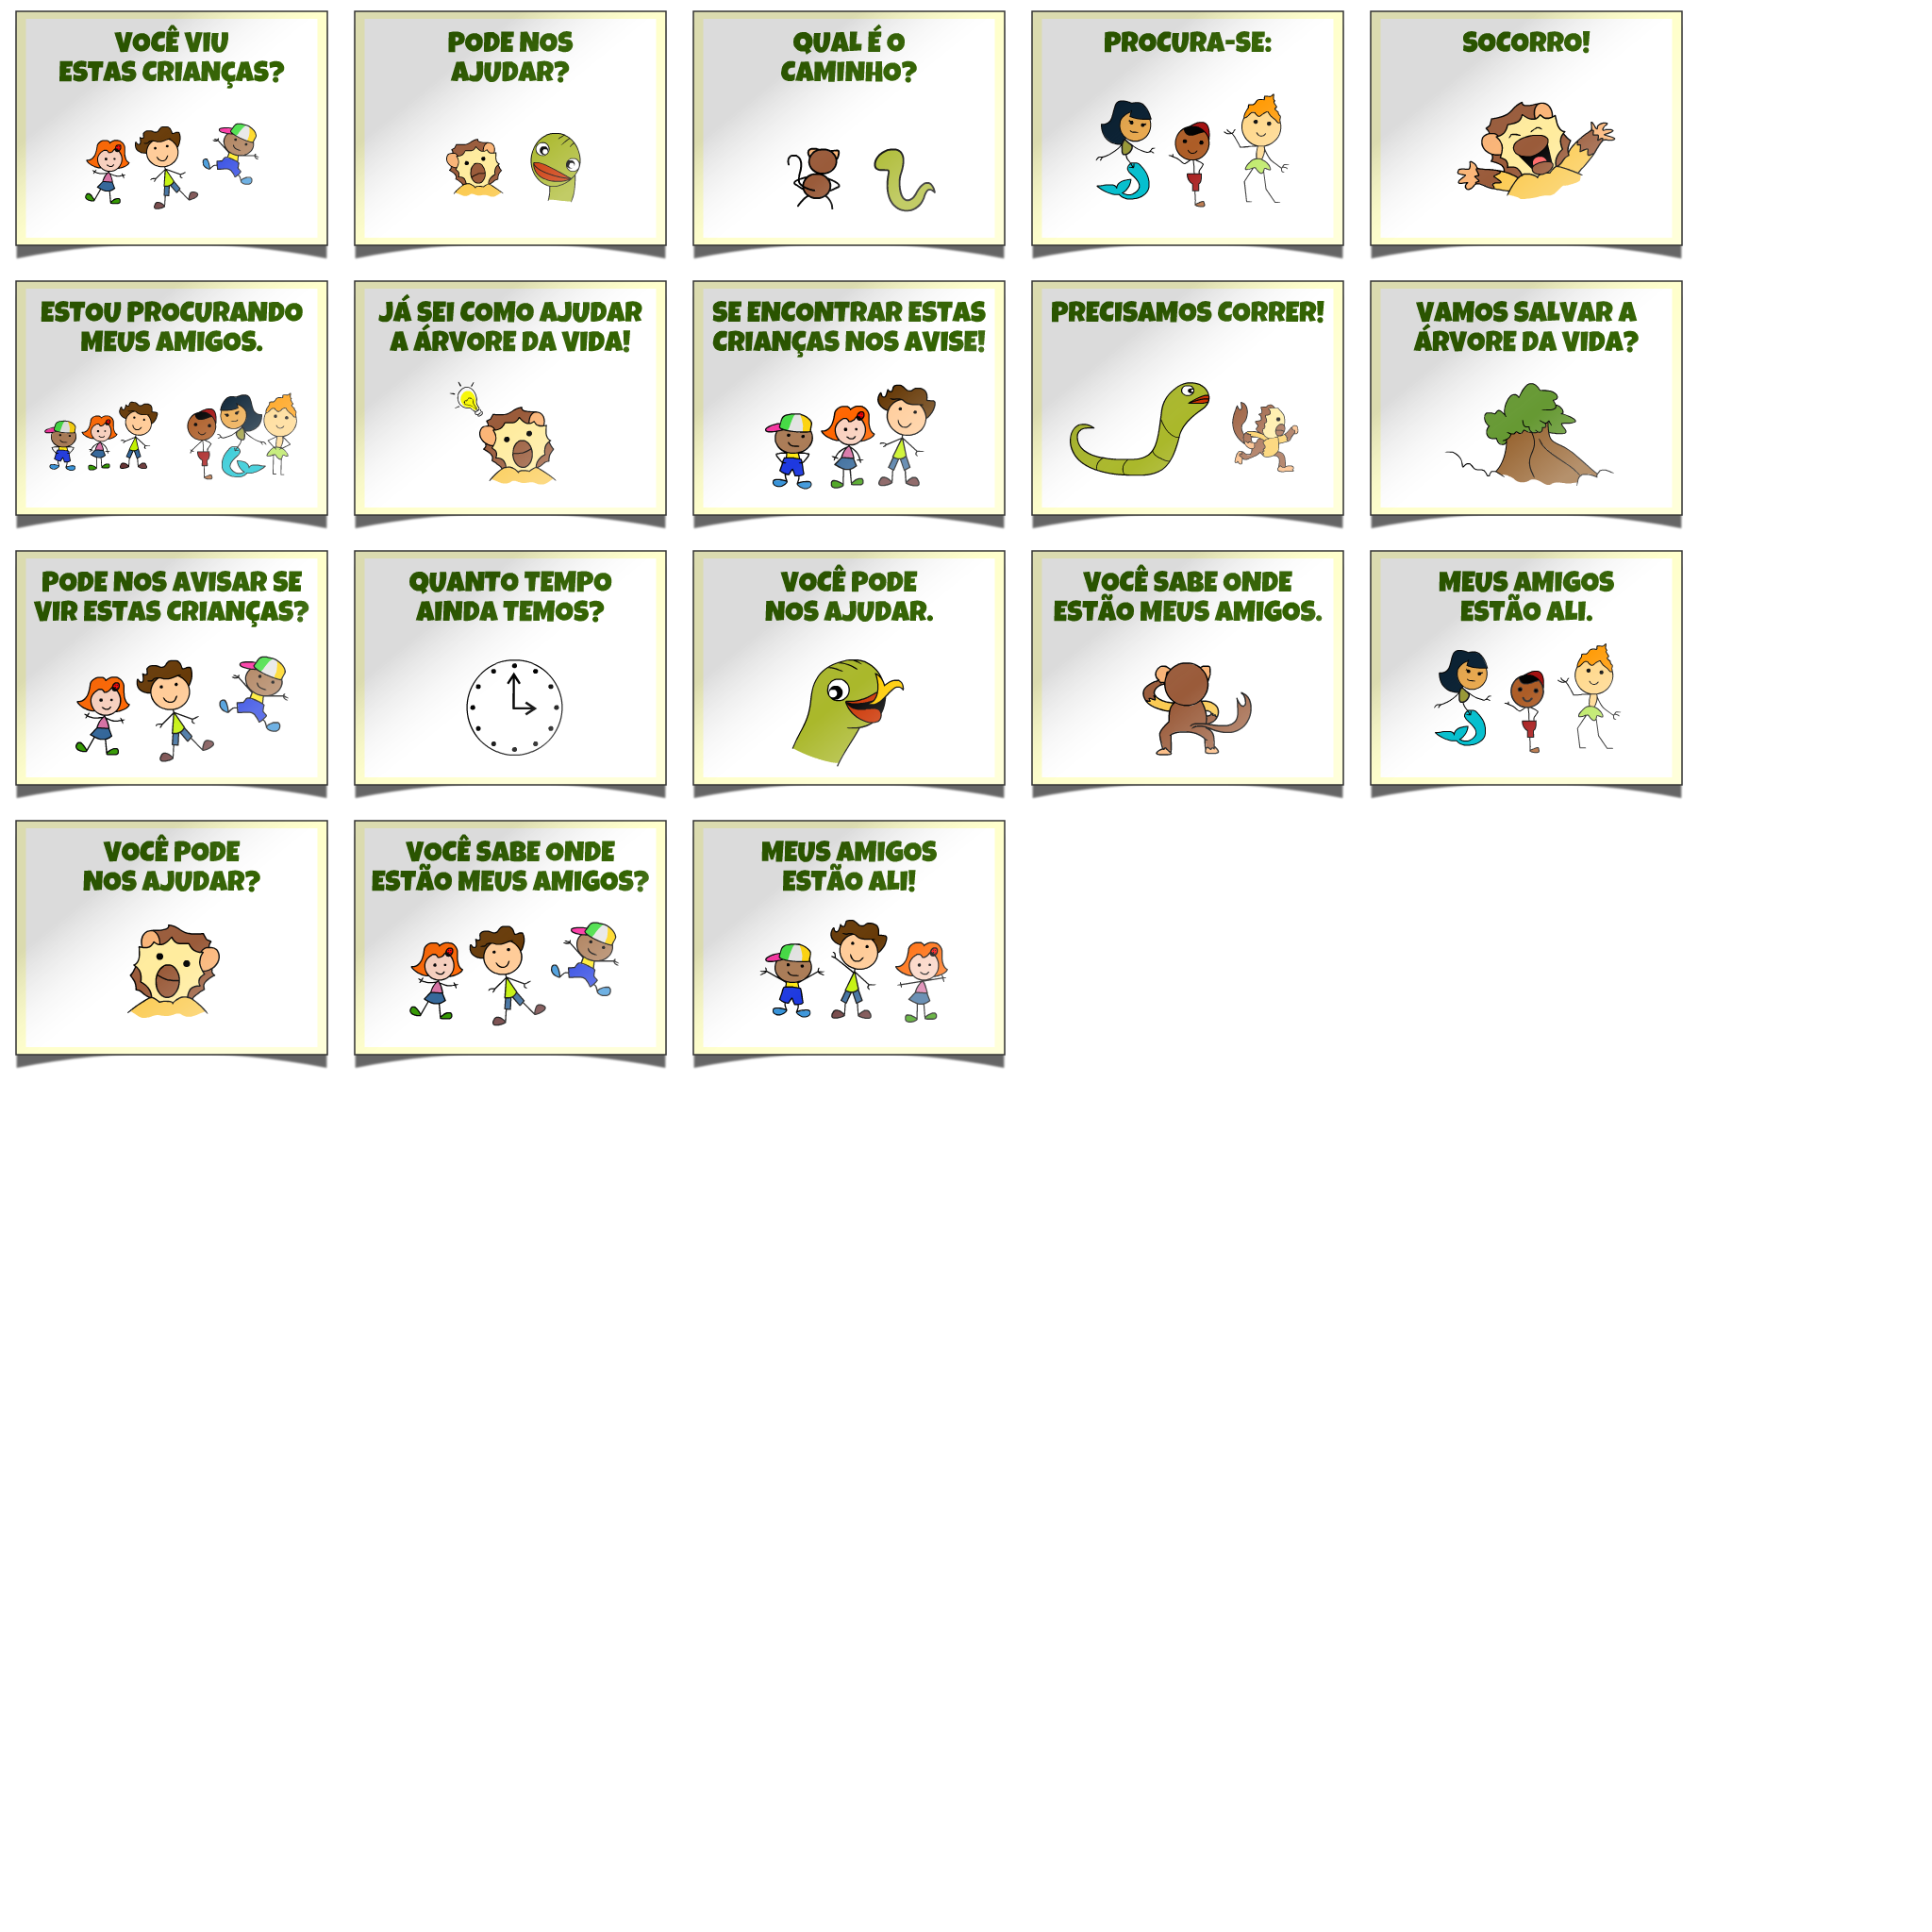 VOCÊ VIU
ESTAS CRIANÇAS?
PODE NOS
AJUDAR?
QUAL É O
CAMINHO?
PROCURA-SE:
SOCORRO!
ESTOU PROCURANDO
MEUS AMIGOS.
JÁ SEI COMO AJUDAR
A ÁRVORE DA VIDA!
SE ENCONTRAR ESTAS
CRIANÇAS NOS AVISE!
PRECISAMOS CORRER!
VAMOS SALVAR A
ÁRVORE DA VIDA?
PODE NOS AVISAR SE
VIR ESTAS CRIANÇAS?
QUANTO TEMPO
AINDA TEMOS?
VOCÊ PODE
NOS AJUDAR.
VOCÊ SABE ONDE
ESTÃO MEUS AMIGOS.
MEUS AMIGOS
ESTÃO ALI.
VOCÊ PODE
NOS AJUDAR?
VOCÊ SABE ONDE
ESTÃO MEUS AMIGOS?
MEUS AMIGOS
ESTÃO ALI!